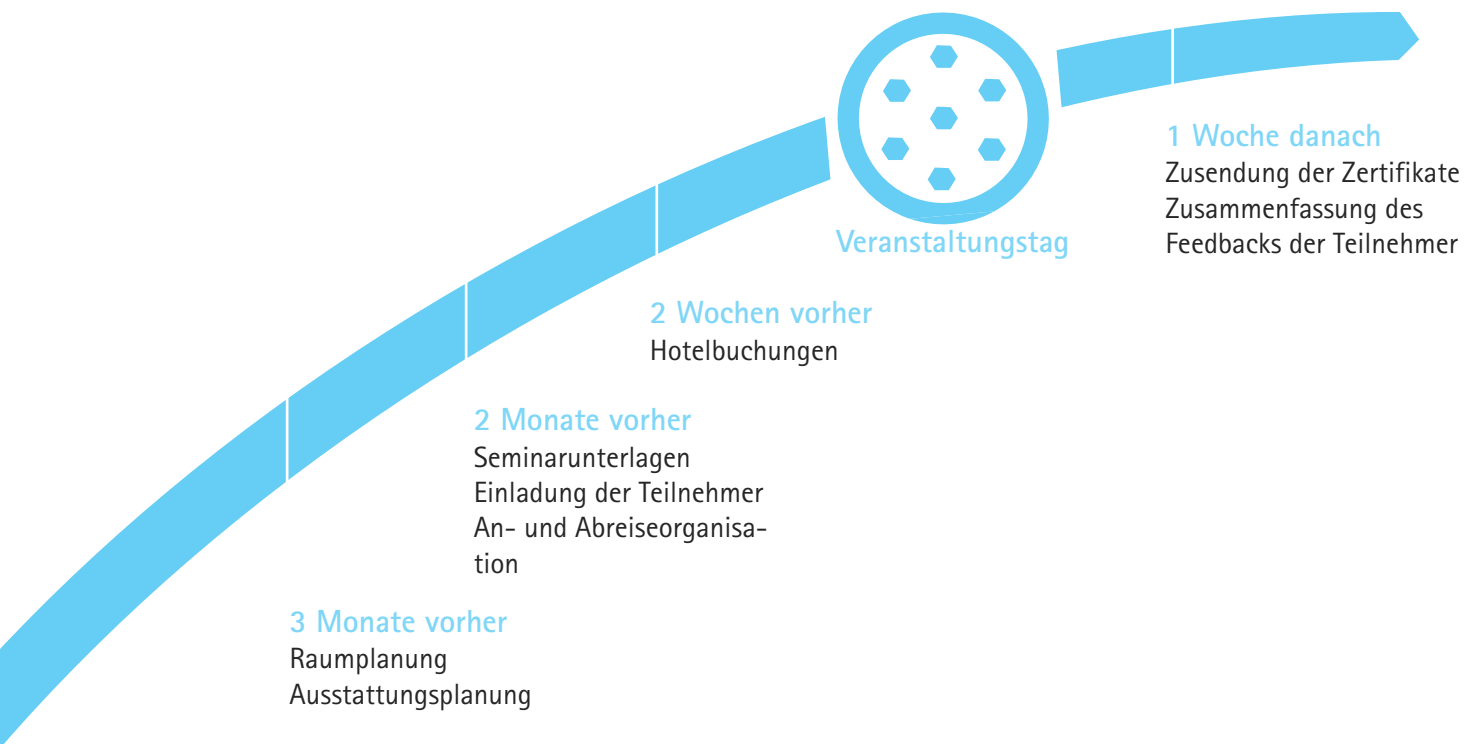 Veranstaltungstag
1 Woche danach
Zusendung der Zertifikate
Zusammenfassung des
Feedbacks der Teilnehmer
2 Wochen vorher
Hotelbuchungen
2 Monate vorher
Seminarunterlagen
Einladung der Teilnehmer
An- und Abreiseorganisa-
tion
3 Monate vorher
Raumplanung
Ausstattungsplanung